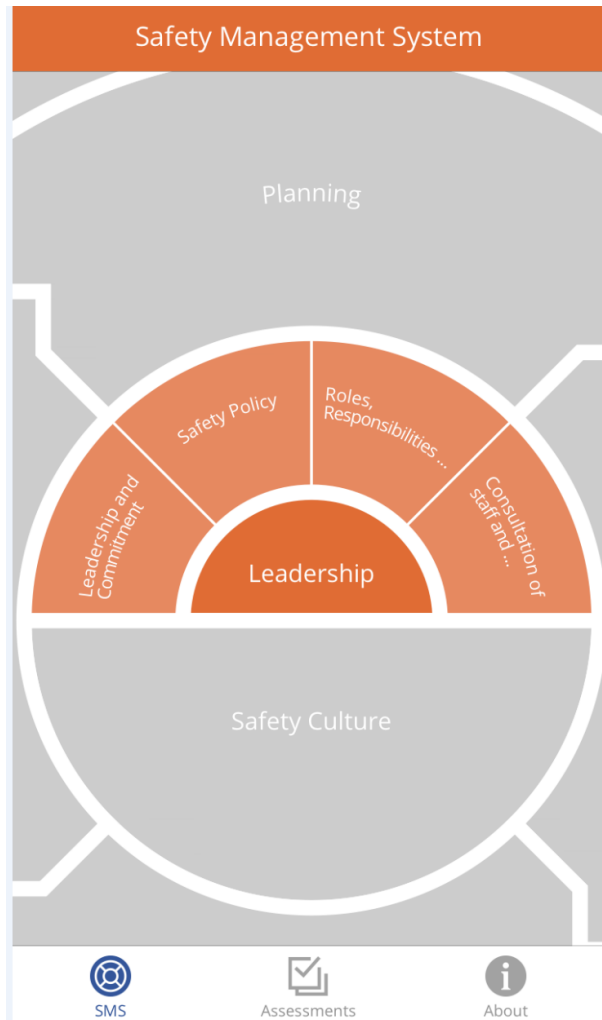 Safety Management System
Planning
Safety Policy
Roles,
Responsibilities ...
Leadership and
Commitment
Consultation of
staff and ...
Leadership
Safety Culture
SMS
Assessments
About